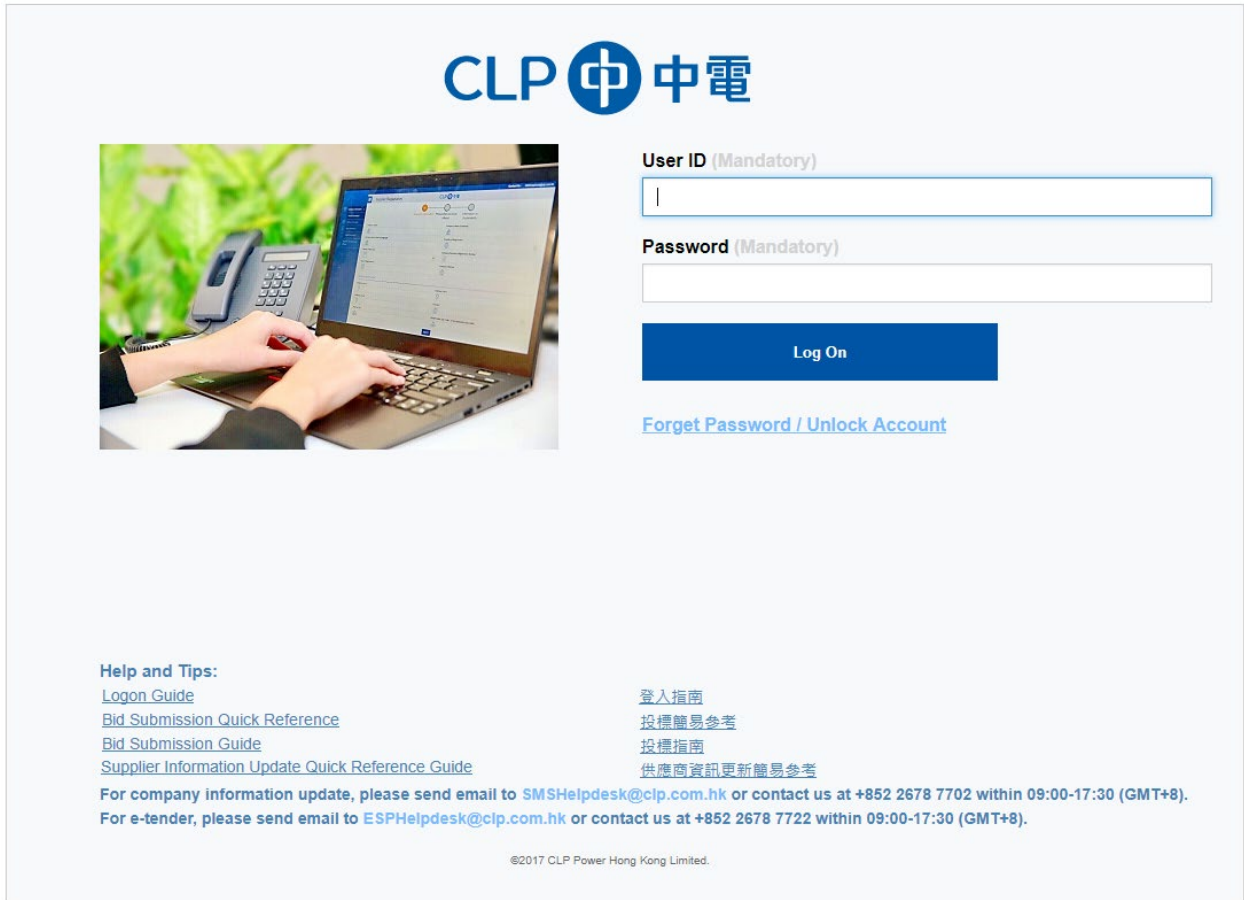 CLP 中電
User ID (Mandatory)
Password (Mandatory)
Log On
Forget Password / Unlock Account
Help and Tips:
Logon Guide
登入指南
Bid Submission Quick Reference
投標簡易參考
Bid Submission Guide
投標指南
Supplier Information Update Quick Reference Guide
供應商資訊更新簡易參考
For company information update, please send email to SMSHelpdesk@clp.com.hk or contact us at +852 2678 7702 within 09:00-17:30 (GMT+8).
For e-tender, please send email to ESPHelpdesk@clp.com.hk or contact us at +852 2678 7722 within 09:00-17:30 (GMT+8).
©2017 CLP Power Hong Kong Limited.